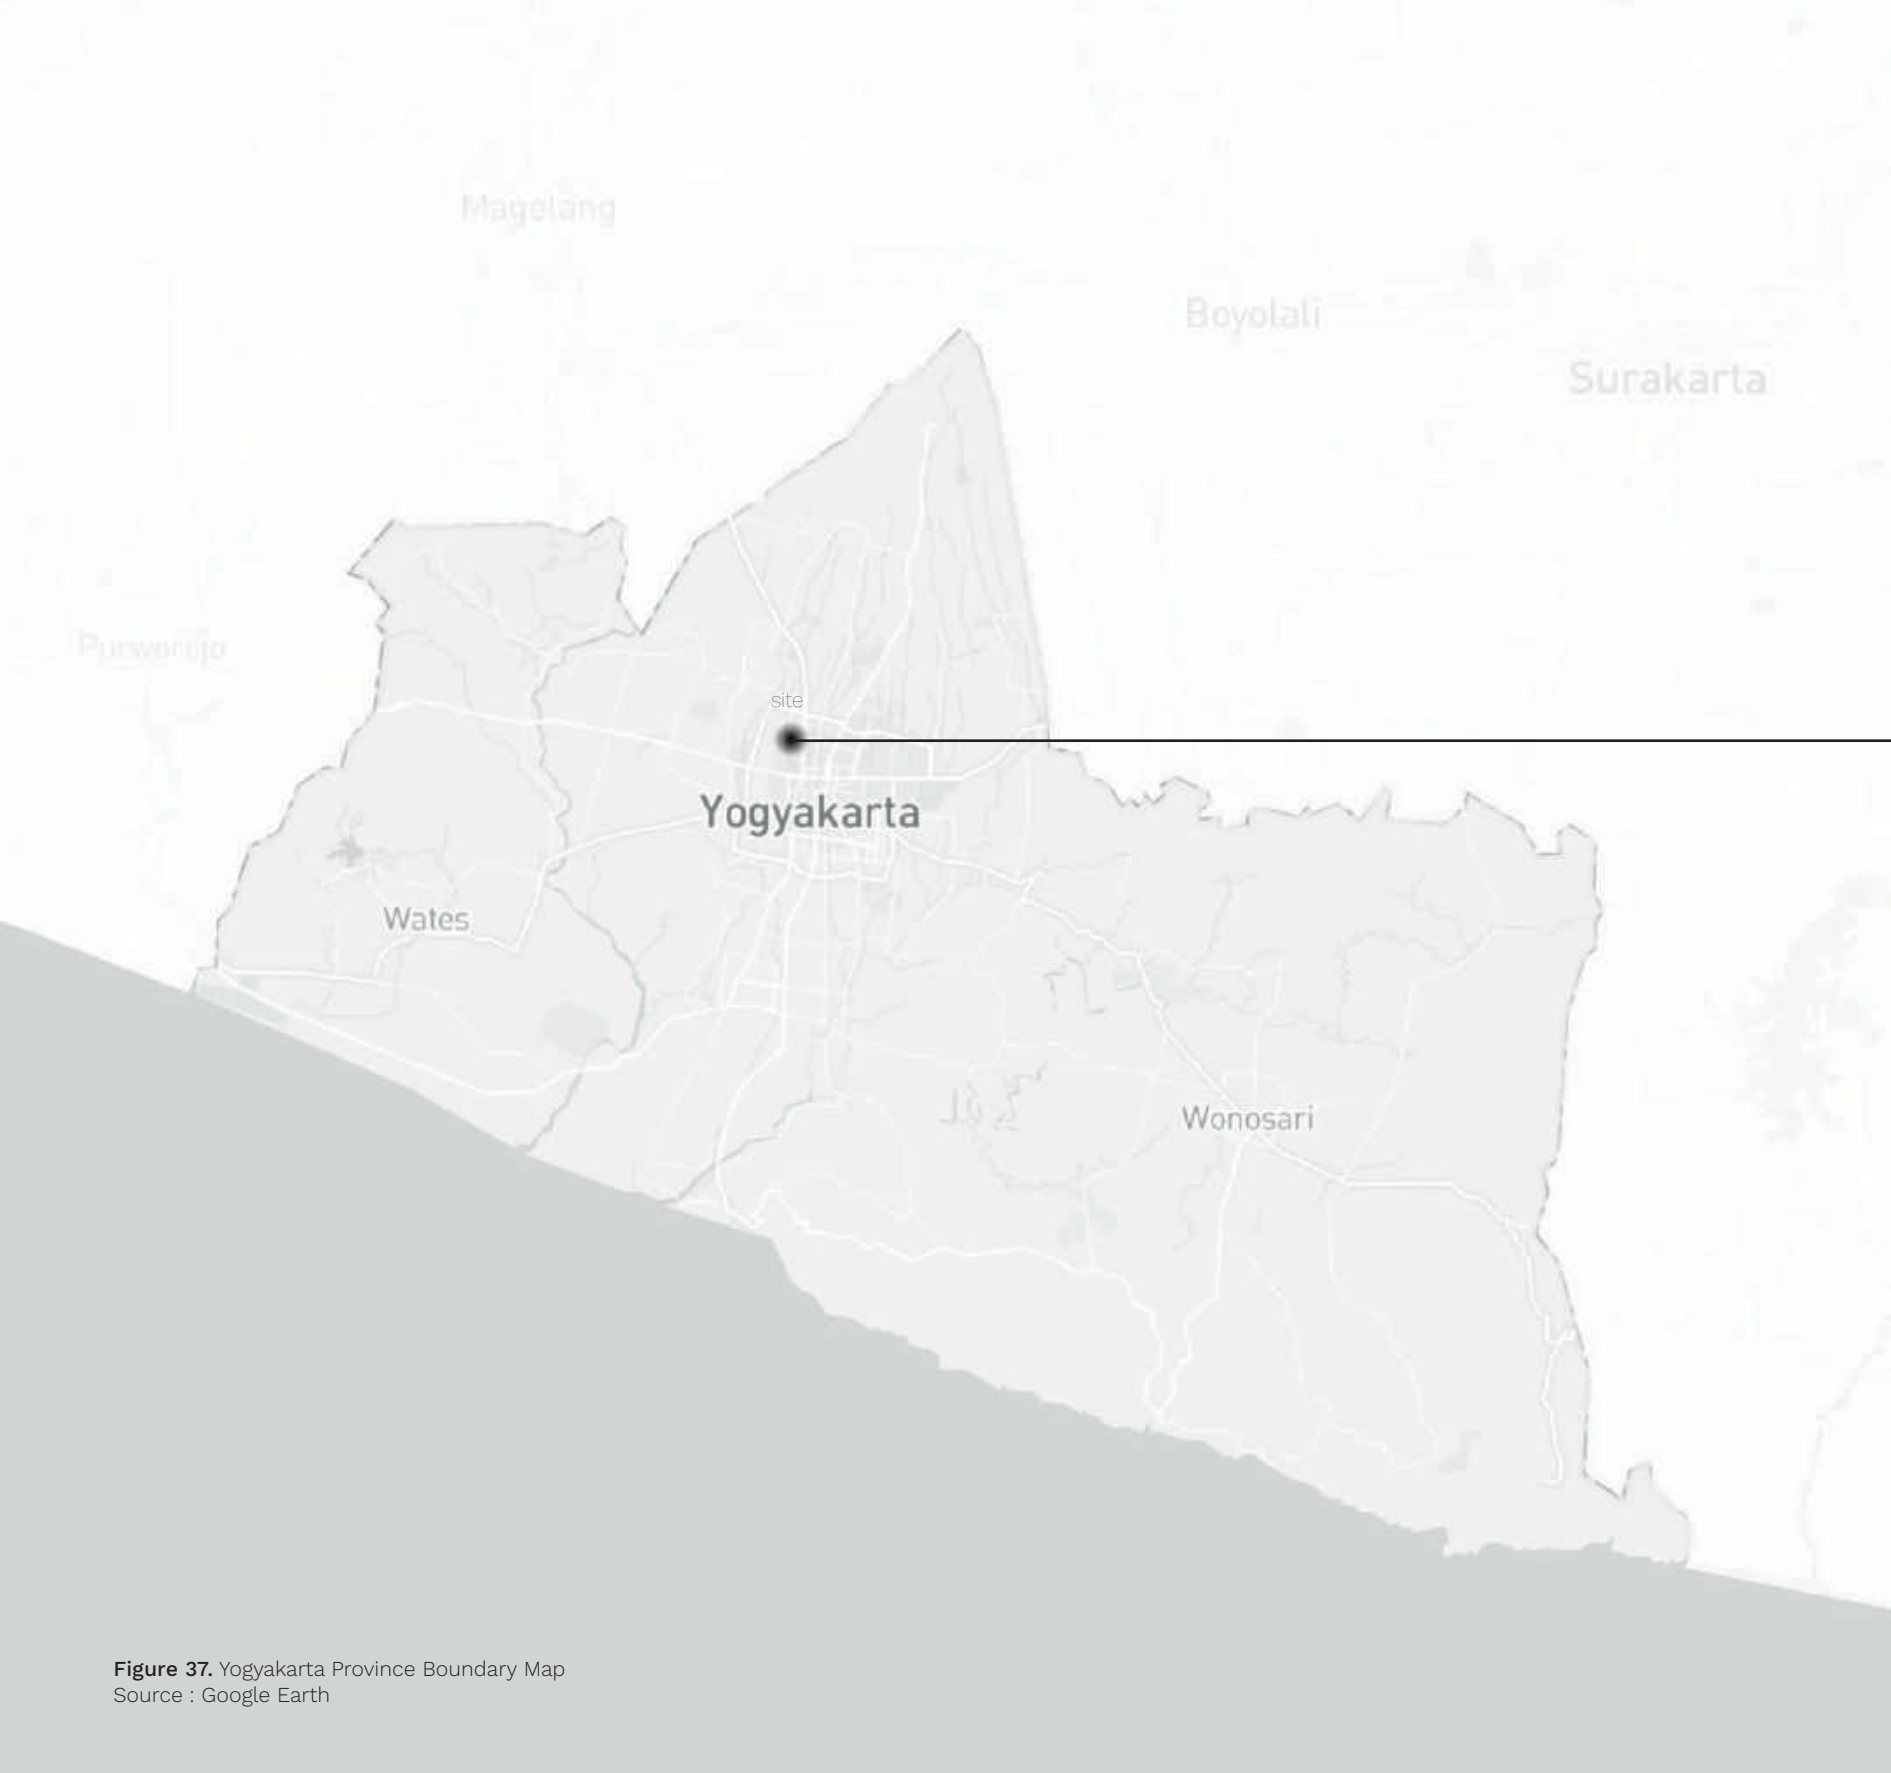 Magelang
Boyolali
Surakarta
Purworejo
site
Yogyakarta
Wates
Wonosari
Figure 37. Yogyakarta Province Boundary Map
Source : Google Earth